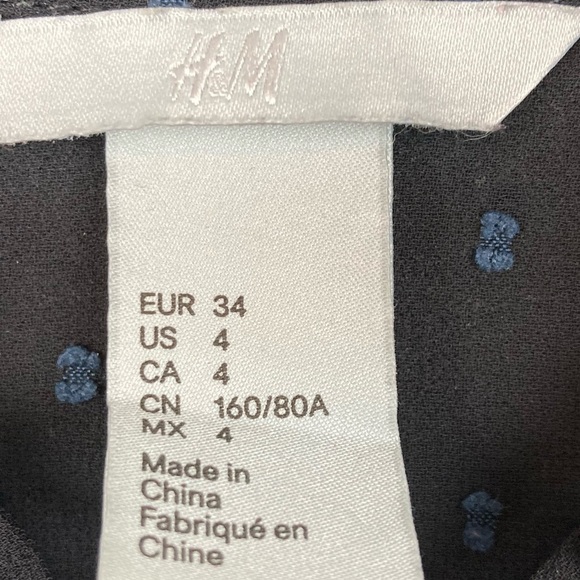 H&M
EUR 34
US 4
CA 4
CN 160/80A
MX 4
Made in
China
Fabriqué en
Chine